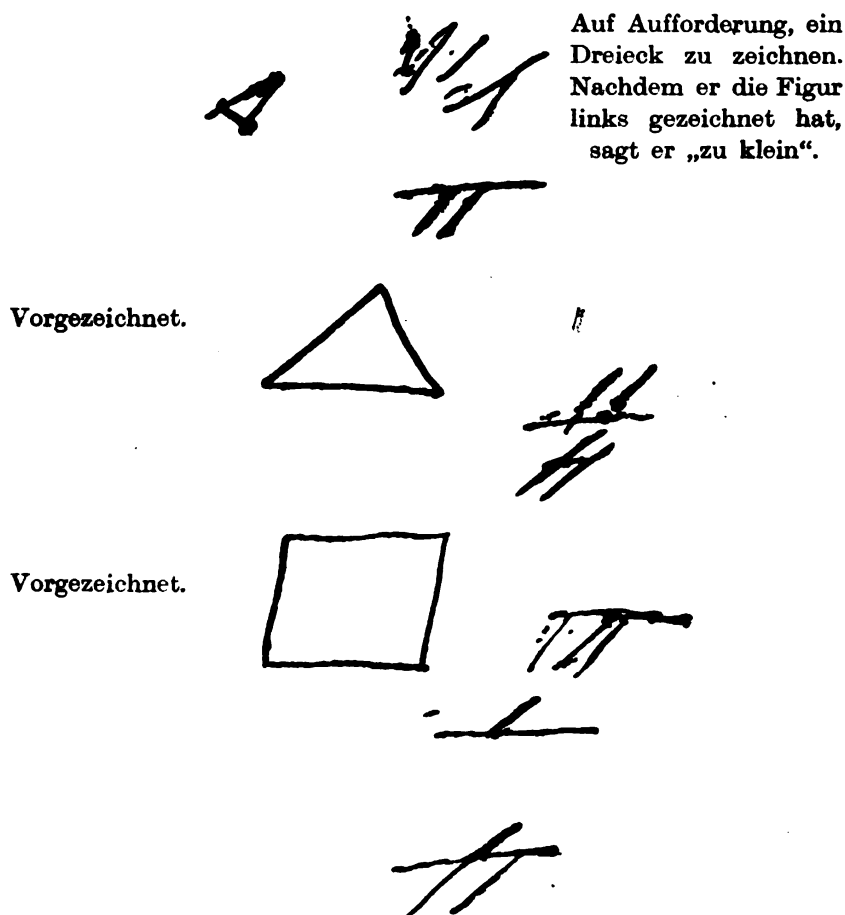 Auf Aufforderung, ein
Dreieck zu zeichnen.
Nachdem er die Figur
links gezeichnet hat,
sagt er „zu klein“.
Vorgezeichnet.
Vorgezeichnet.